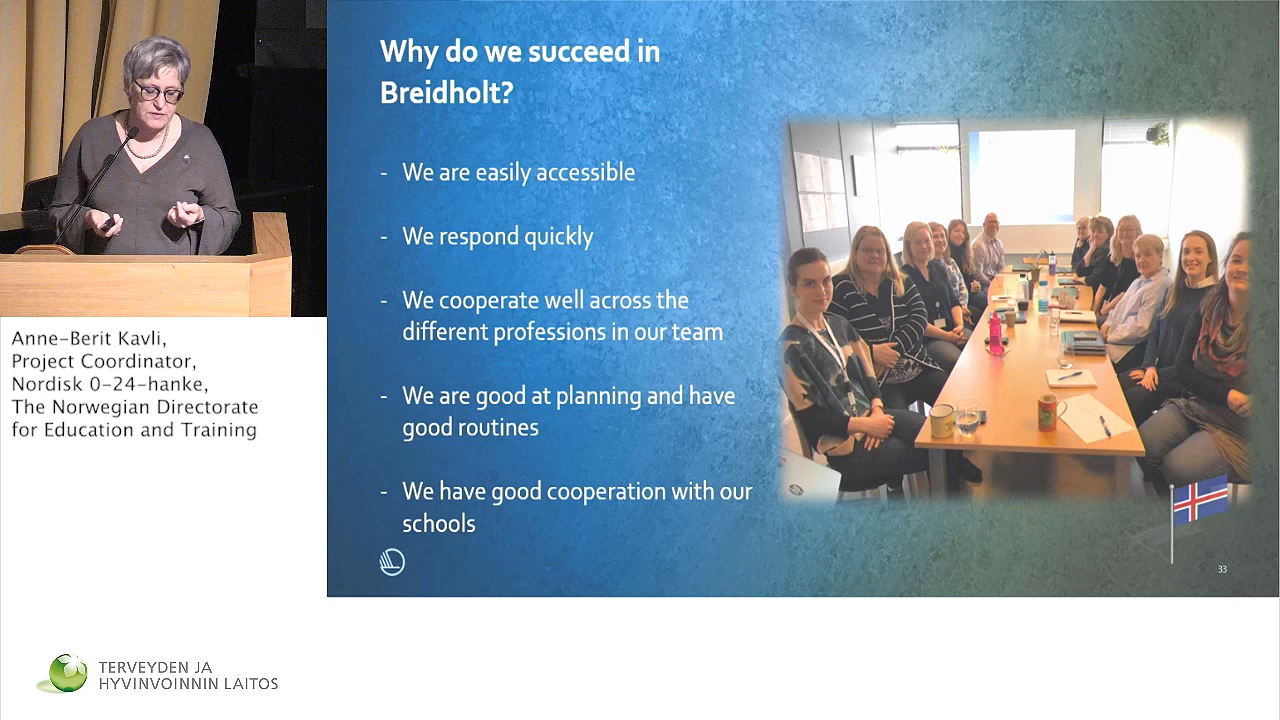 Why do we succeed in
Breidholt?
- We are easily accessible
- We respond quickly
- We cooperate well across the
different professions in our team
- We are good at planning and have
good routines
- We have good cooperation with our
schools
33
Anne-Berit Kavli,
Project Coordinator,
Nordisk 0-24-hanke,
The Norwegian Directorate
for Education and Training
TERVEYDEN JA
HYVINVOINNIN LAITOS